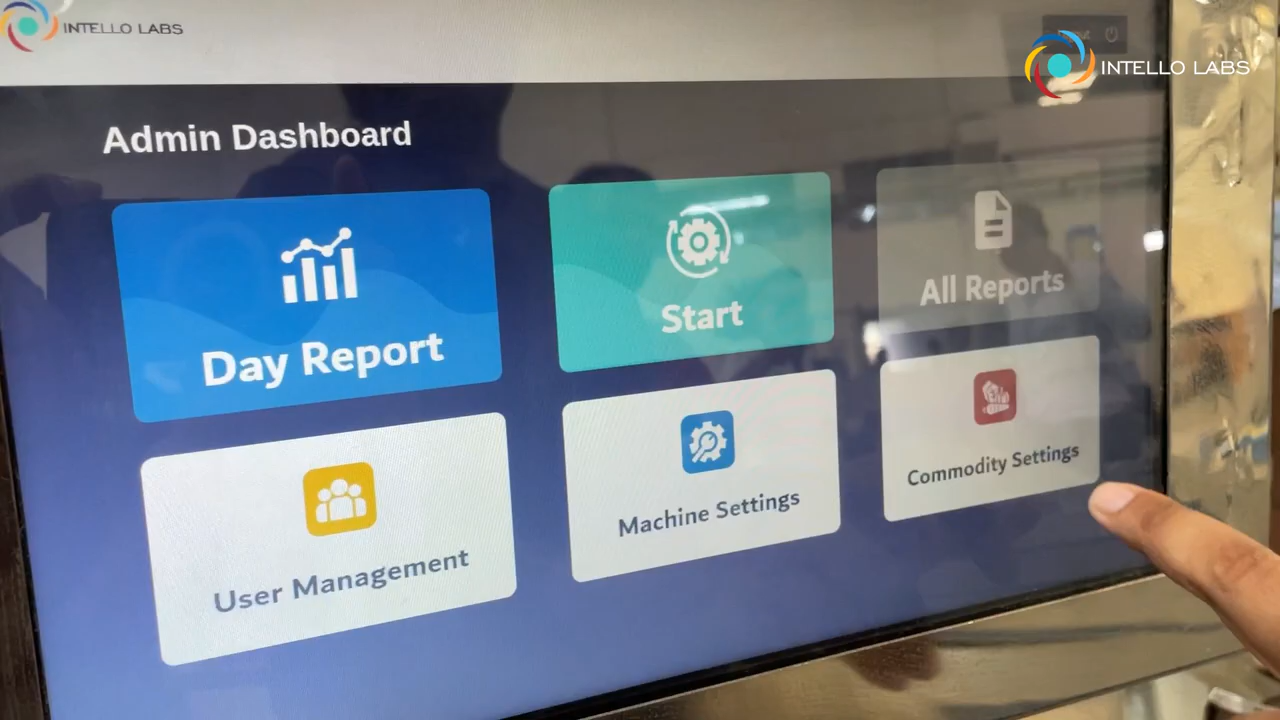 INTELLO LABS
INTELLO LABS
Admin Dashboard
Day Report
Start
All Reports
User Management
Machine Settings
Commodity Settings